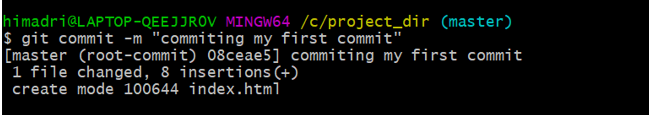 himadri@LAPTOP-QEEJJR0V MINGW64 /c/project_dir (master)
$ git commit -m "commiting my first commit"
[master (root-commit) 08ceae5] commiting my first commit
 1 file changed, 8 insertions(+)
 create mode 100644 index.html